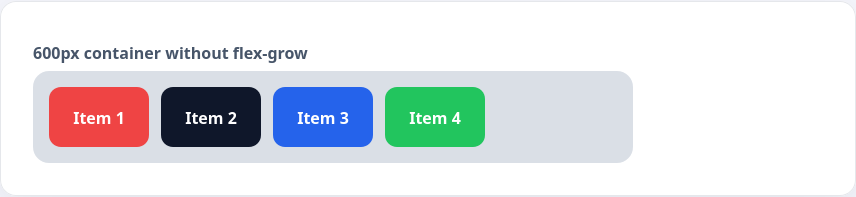 600px container without flex-grow
Item 1 Item 2 Item 3 Item 4